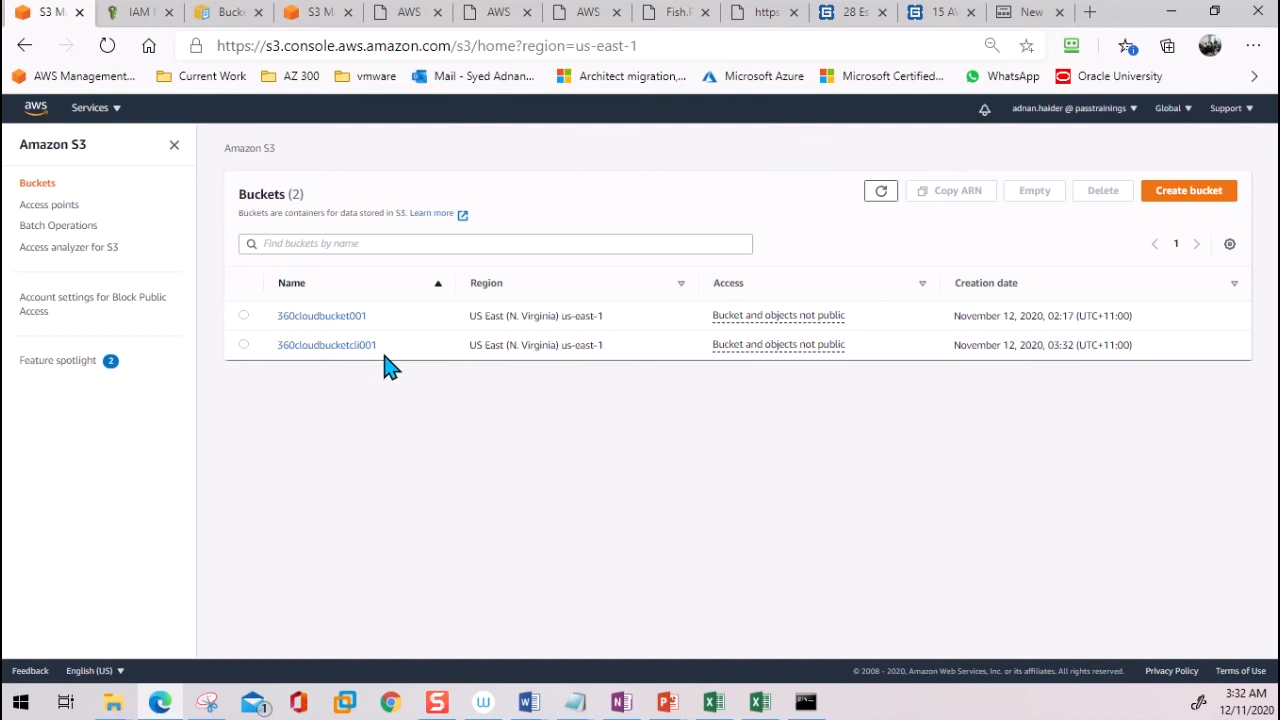 S3 M
IAM I
Buck
S3 M
AWS
AWS
AWS
Fish.P
https
28 Es
15 Av
New
https://s3.console.aws.amazon.com/s3/home?region=us-east-1
AWS Management...
Current Work
AZ 300
vmware
Mail - Syed Adnan...
Architect migration,...
Microsoft Azure
Microsoft Certified...
WhatsApp
Oracle University
aws
Services
adnan.haider @ passtrainings
Global
Support
Amazon S3
Buckets
Access points
Batch Operations
Access analyzer for S3
Account settings for Block Public
Access
Feature spotlight 2
Amazon S3
Buckets (2)
Buckets are containers for data stored in S3. Learn more
Copy ARN
Empty
Delete
Create bucket
Find buckets by name
1
Name
Region
Access
Creation date
360cloudbucket001
US East (N. Virginia) us-east-1
Bucket and objects not public
November 12, 2020, 02:17 (UTC+11:00)
360cloudbucketcli001
US East (N. Virginia) us-east-1
Bucket and objects not public
November 12, 2020, 03:32 (UTC+11:00)
Feedback
English (US)
© 2008 - 2020, Amazon Web Services, Inc. or its affiliates. All rights reserved.
Privacy Policy
Terms of Use
3:32 AM
12/11/2020